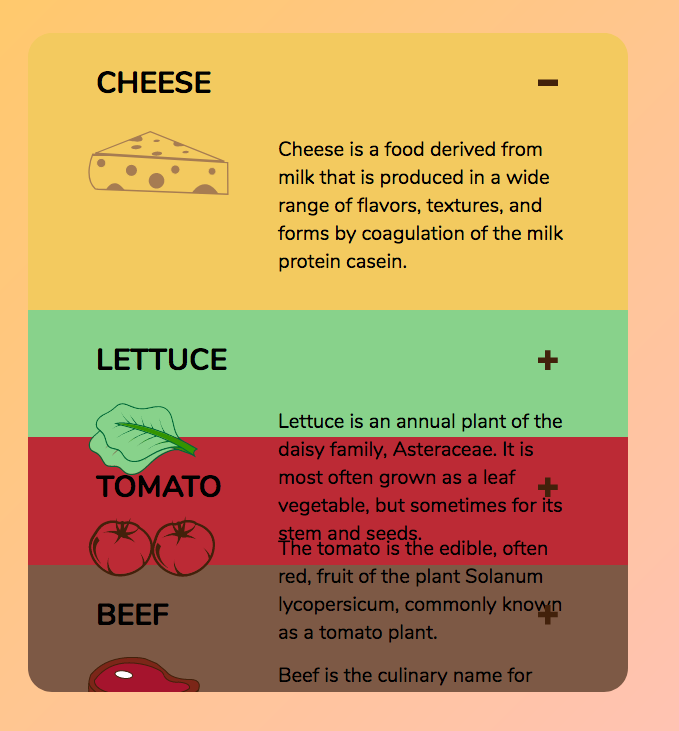 CHEESE −
Cheese is a food derived from
milk that is produced in a wide
range of flavors, textures, and
forms by coagulation of the milk
protein casein.
LETTUCE +
Lettuce is an annual plant of the
daisy family, Asteraceae. It is
most often grown as a leaf
vegetable, but sometimes for its
stem and seeds.
TOMATO +
The tomato is the edible, often
red, fruit of the plant Solanum
lycopersicum, commonly known
as a tomato plant.
BEEF +
Beef is the culinary name for